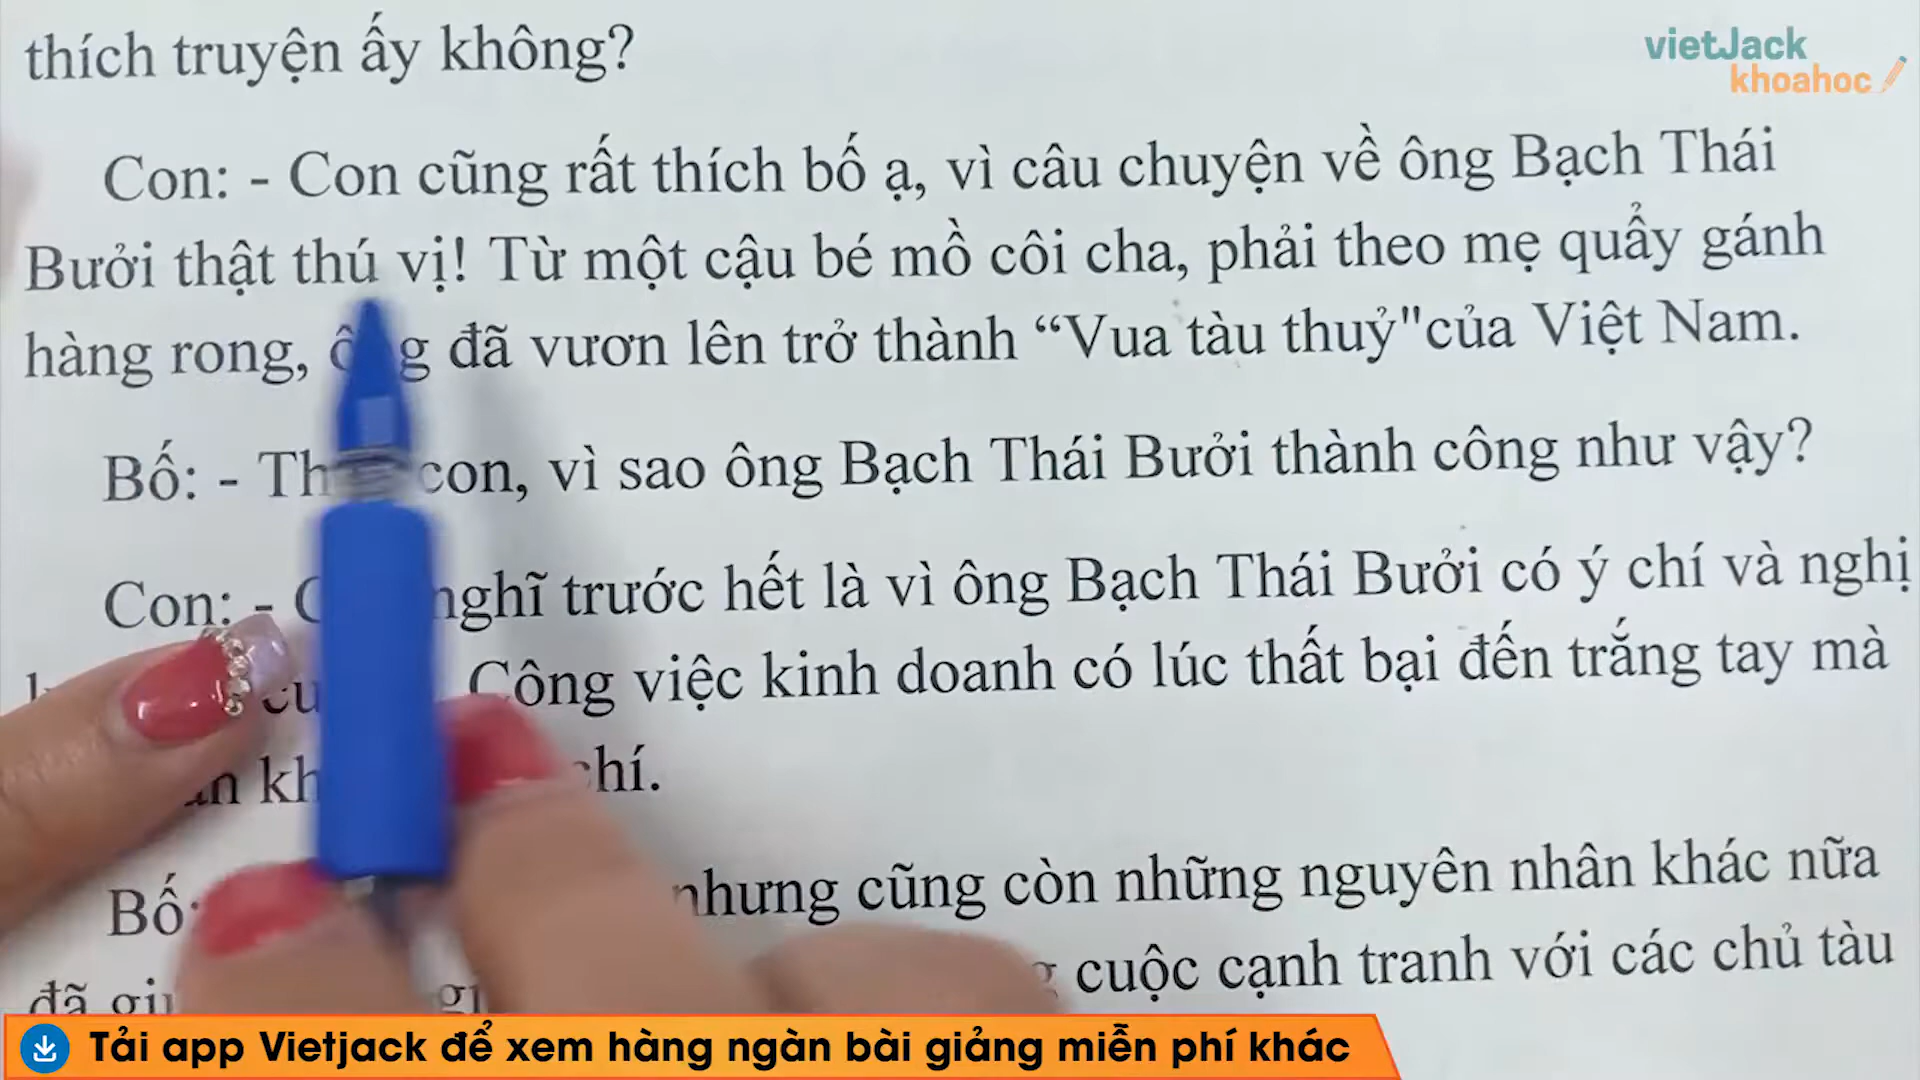 thích truyện ấy không?
vietJack
khoahoc
Con: - Con cũng rất thích bố ạ, vì câu chuyện về ông Bạch Thái
Bưởi thật thú vị! Từ một cậu bé mồ côi cha, phải theo mẹ quẩy gánh
hàng rong, ông đã vươn lên trở thành “Vua tàu thuỷ"của Việt Nam.
Bố: - con, vì sao ông Bạch Thái Bưởi thành công như vậy?
Con: - nghĩ trước hết là vì ông Bạch Thái Bưởi có ý chí và nghị
Công việc kinh doanh có lúc thất bại đến trắng tay mà
chí.
Bố: nhưng cũng còn những nguyên nhân khác nữa
đã cuộc cạnh tranh với các chủ tàu
Tải app Vietjack để xem hàng ngàn bài giảng miễn phí khác